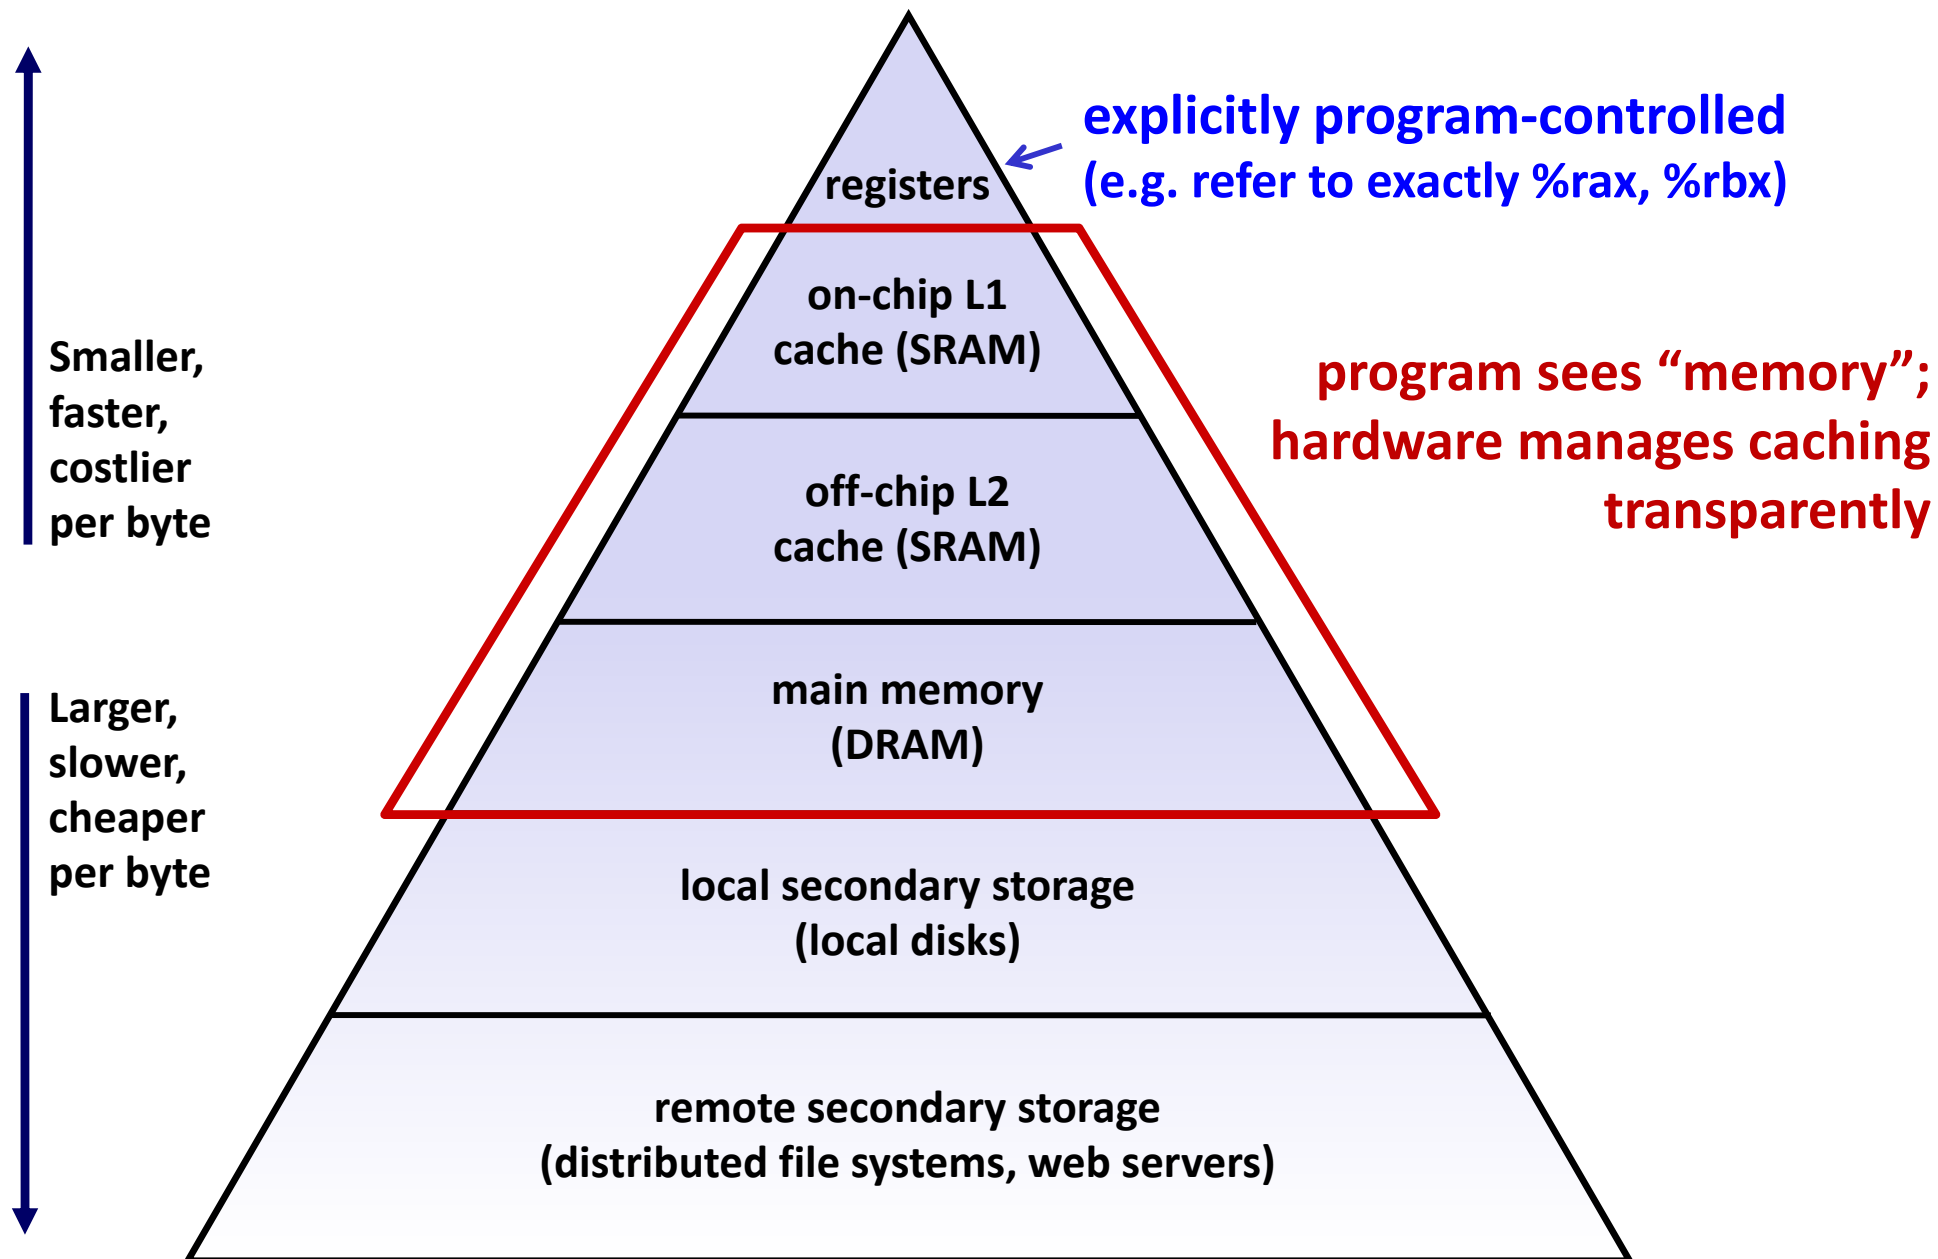 explicitly program-controlled
(e.g. refer to exactly %rax, %rbx)
registers
on-chip L1
cache (SRAM)
Smaller,
faster,
costlier
per byte
program sees “memory”;
hardware manages caching
transparently
off-chip L2
cache (SRAM)
main memory
(DRAM)
Larger,
slower,
cheaper
per byte
local secondary storage
(local disks)
remote secondary storage
(distributed file systems, web servers)